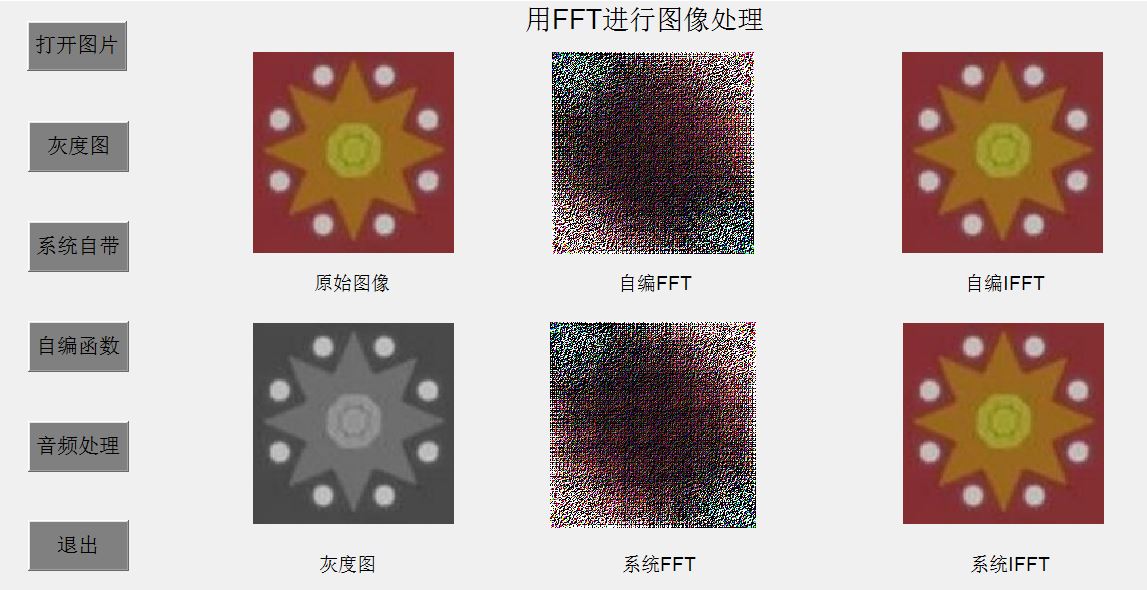 用FFT进行图像处理
打开图片
灰度图
系统自带
自编函数
音频处理
退出
原始图像
自编FFT
自编IFFT
灰度图
系统FFT
系统IFFT